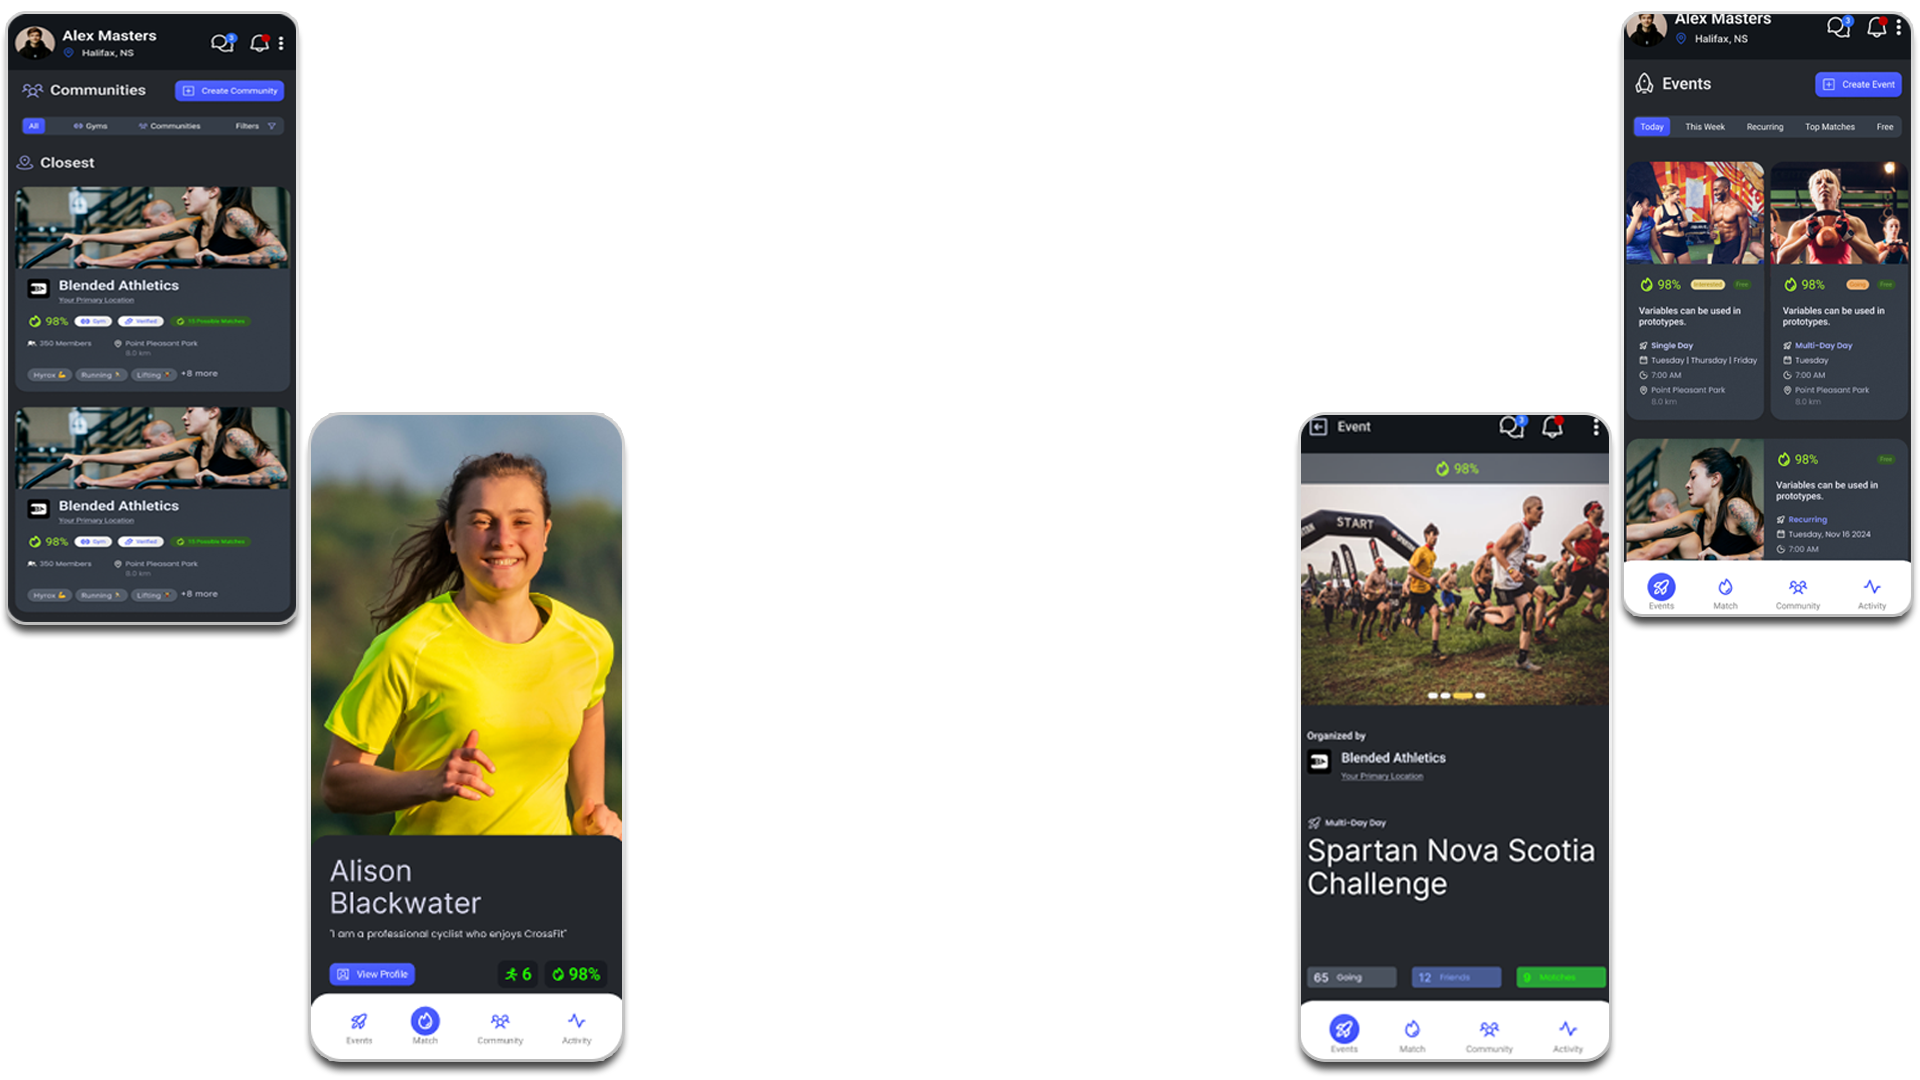 Alex Masters
Halifax, NS
3
Communities
Create Community
All
Gyms
Communities
Filters
Closest
Blended Athletics
Your Primary Location
98%
Gym
Verified
10 Possible Matches
350 Members
Point Pleasant Park
8.0 km
Hyrox
Running
Lifting
+8 more
Blended Athletics
Your Primary Location
98%
Gym
Verified
10 Possible Matches
350 Members
Point Pleasant Park
8.0 km
Hyrox
Running
Lifting
+8 more
Alison
Blackwater
"I am a professional cyclist who enjoys CrossFit"
View Profile
6
98%
Events
Match
Community
Activity
Event
3
98%
START
Organized by
Blended Athletics
Your Primary Location
Multi-Day Day
Spartan Nova Scotia
Challenge
65 Going
12 Friends
9 Matches
Events
Match
Community
Activity
Alex Masters
Halifax, NS
3
Events
Create Event
Today
This Week
Recurring
Top Matches
Free
98%
Interested
Free
Variables can be used in
prototypes.
Single Day
Tuesday | Thursday | Friday
7:00 AM
Point Pleasant Park
8.0 km
98%
Going
Free
Variables can be used in
prototypes.
Multi-Day Day
Tuesday
7:00 AM
Point Pleasant Park
8.0 km
98%
Free
Variables can be used in
prototypes.
Recurring
Tuesday, Nov 16 2024
7:00 AM
Events
Match
Community
Activity